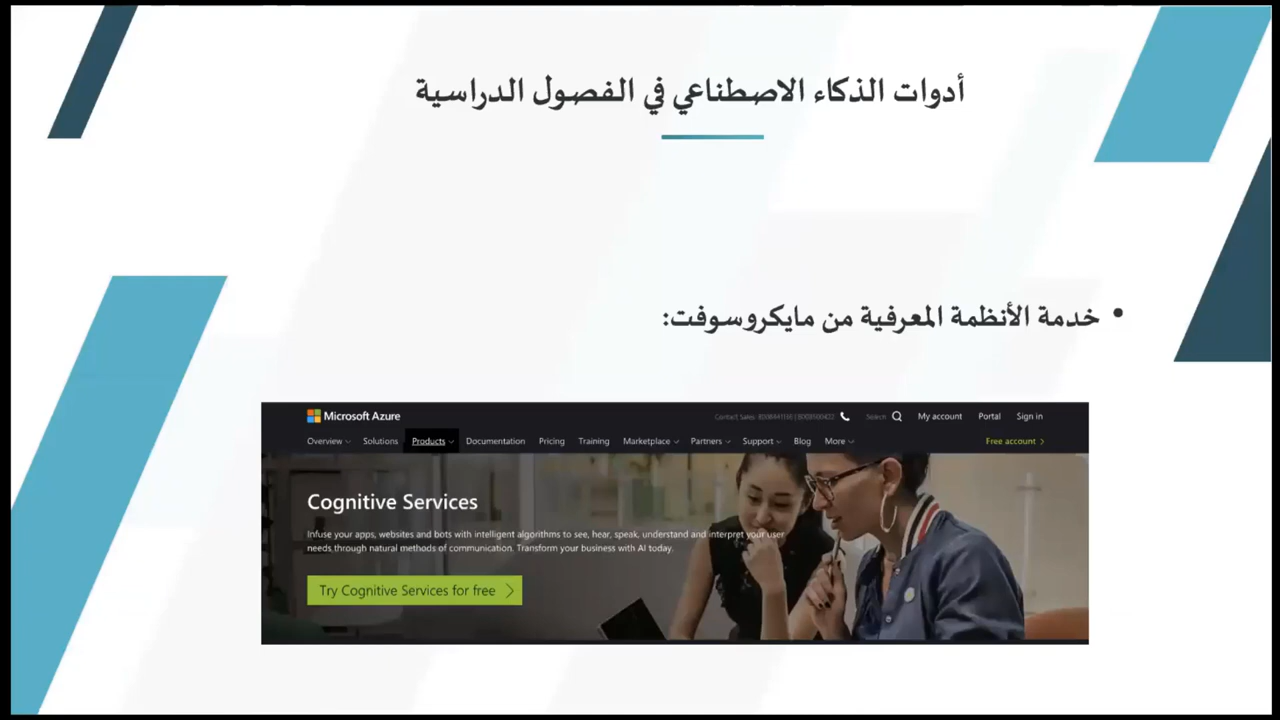 أدوات الذكاء الاصطناعي في الفصول الدراسية
• خدمة الأنظمة المعرفية من مايكروسوفت:
Microsoft Azure
Contact Sales Search My account Portal Sign in
Overview Solutions Products Documentation Pricing Training Marketplace Partners Support Blog More Free account >
Cognitive Services
Infuse your apps, websites and bots with intelligent algorithms to see, hear, speak, understand and interpret your user
needs through natural methods of communication. Transform your business with AI today.
Try Cognitive Services for free >